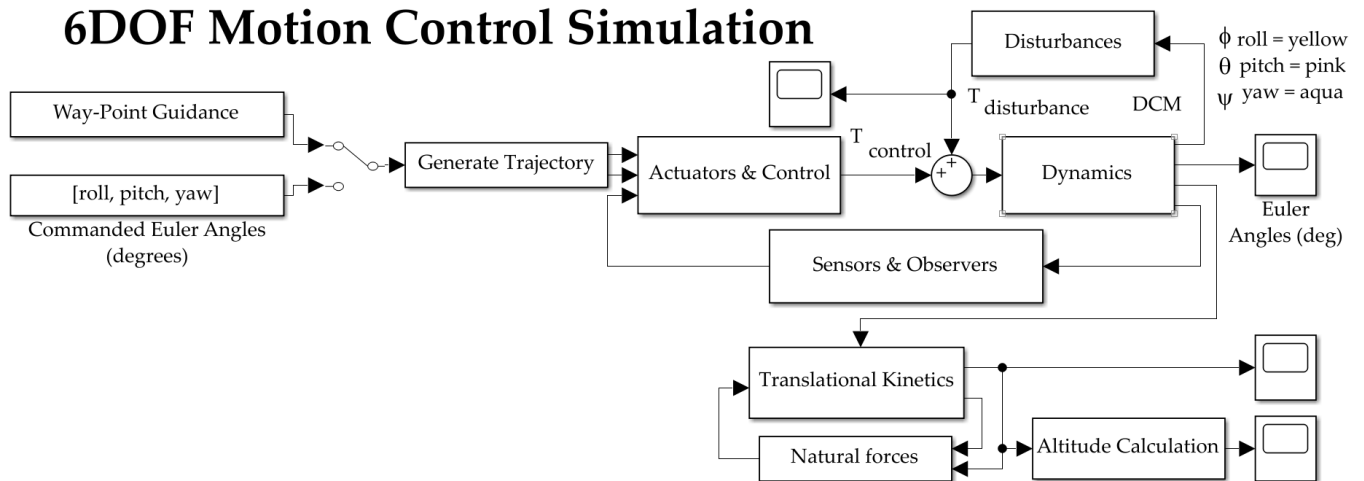 6DOF Motion Control Simulation
Disturbances
ϕ roll = yellow
θ pitch = pink
ψ yaw = aqua
Way-Point Guidance
T disturbance
DCM
T control
Generate Trajectory
Actuators & Control
+
+
Dynamics
[roll, pitch, yaw]
Commanded Euler Angles
(degrees)
Euler
Angles (deg)
Sensors & Observers
Translational Kinetics
Natural forces
Altitude Calculation